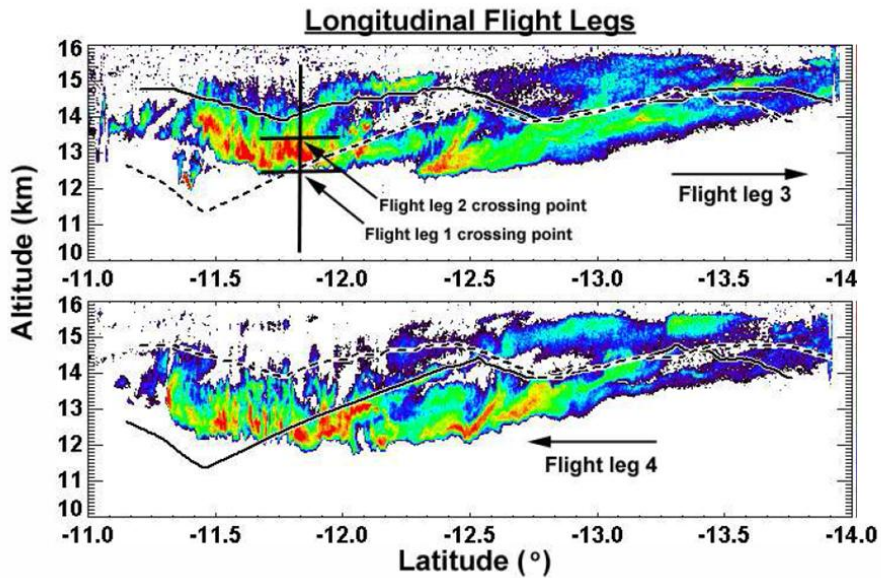 Longitudinal Flight Legs
16
15
14
13
12
11
10
Flight leg 2 crossing point
Flight leg 1 crossing point
Flight leg 3
-11.0 -11.5 -12.0 -12.5 -13.0 -13.5 -14
Altitude (km)
16
15
14
13
12
11
10
Flight leg 4
-11.0 -11.5 -12.0 -12.5 -13.0 -13.5 -14.0
Latitude (°)